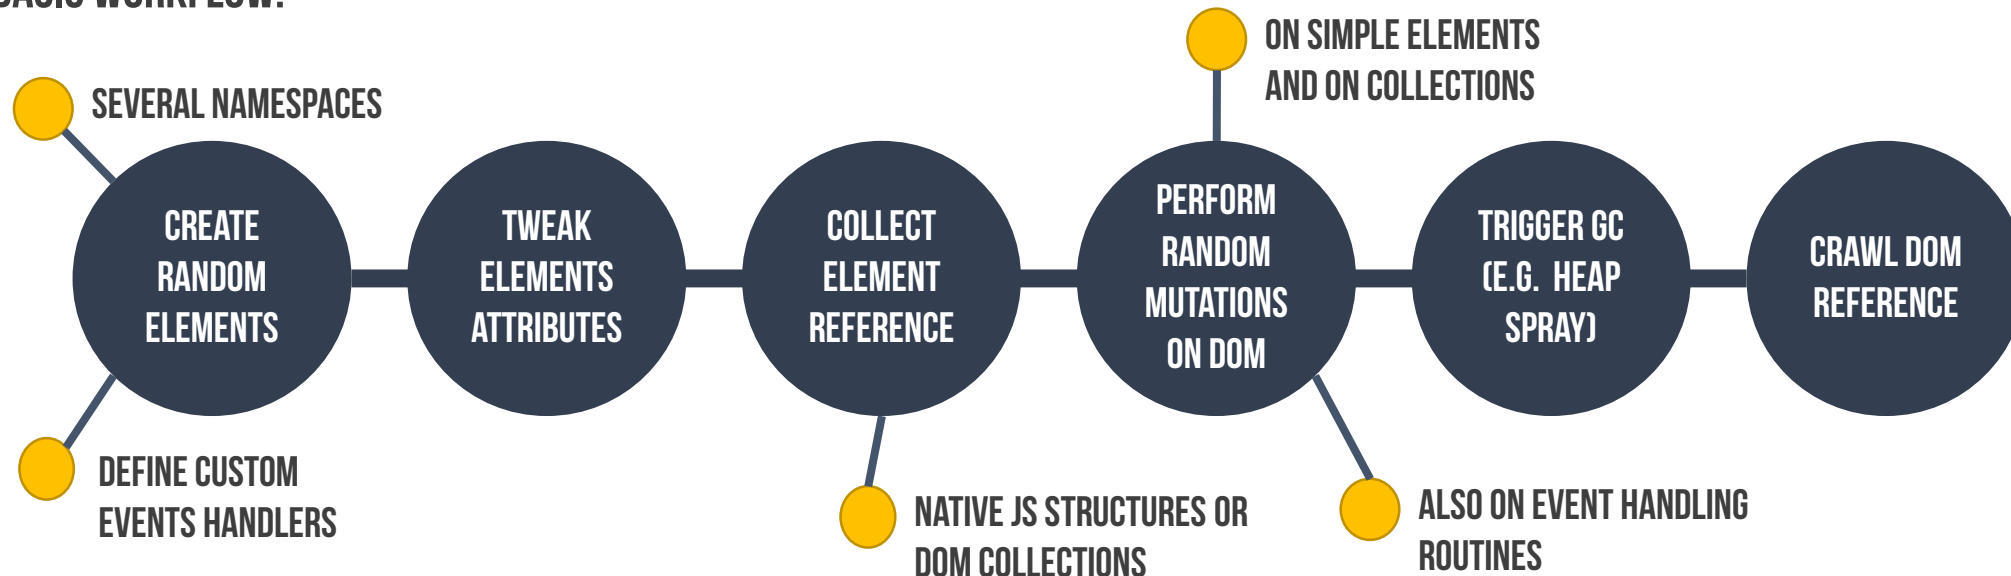 BASIC WORKFLOW:
SEVERAL NAMESPACES
CREATE
RANDOM
ELEMENTS
DEFINE CUSTOM
EVENTS HANDLERS
TWEAK
ELEMENTS
ATTRIBUTES
COLLECT
ELEMENT
REFERENCE
NATIVE JS STRUCTURES OR
DOM COLLECTIONS
ON SIMPLE ELEMENTS
AND ON COLLECTIONS
PERFORM
RANDOM
MUTATIONS
ON DOM
ALSO ON EVENT HANDLING
ROUTINES
TRIGGER GC
(E.G. HEAP
SPRAY)
CRAWL DOM
REFERENCE